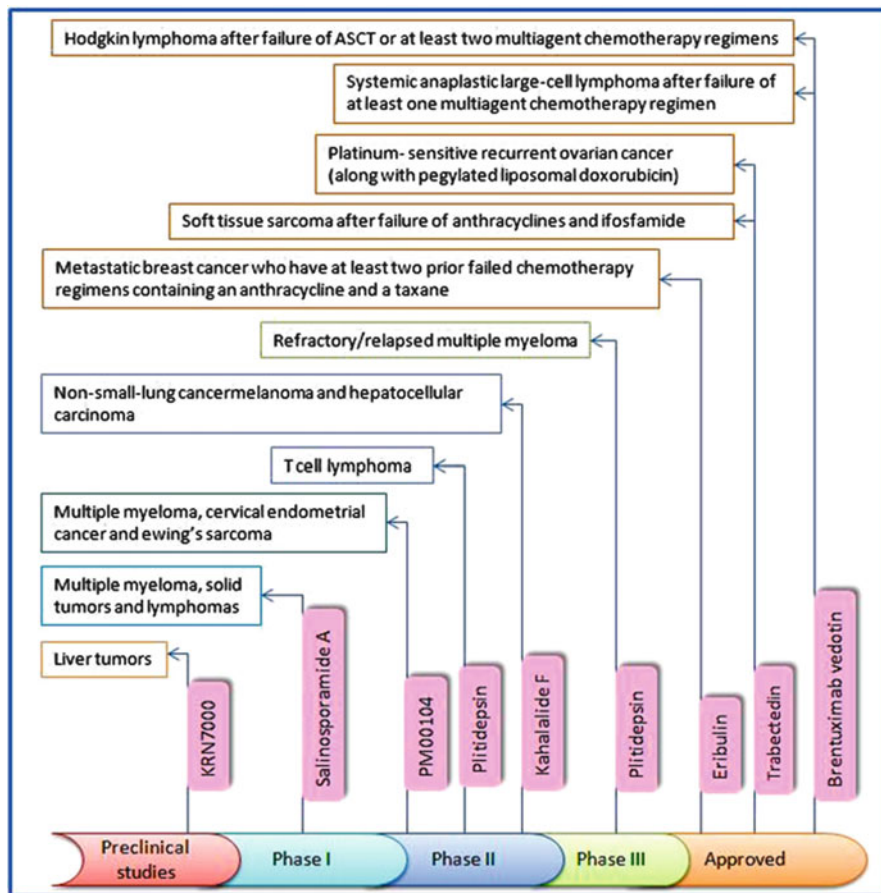 Hodgkin lymphoma after failure of ASCT or at least two multiagent chemotherapy regimens
Systemic anaplastic large-cell lymphoma after failure of
at least one multiagent chemotherapy regimen
Platinum- sensitive recurrent ovarian cancer
(along with pegylated liposomal doxorubicin)
Soft tissue sarcoma after failure of anthracyclines and ifosfamide
Metastatic breast cancer who have at least two prior failed chemotherapy
regimens containing an anthracycline and a taxane
Refractory/relapsed multiple myeloma
Non-small-lung cancermelanoma and hepatocellular
carcinoma
T cell lymphoma
Multiple myeloma, cervical endometrial
cancer and ewing's sarcoma
Multiple myeloma, solid
tumors and lymphomas
Liver tumors
KRN7000
Salinosporamide A
PM00104
Plitidepsin
Kahalalide F
Plitidepsin
Eribulin
Trabectedin
Brentuximab vedotin
Preclinical
studies
Phase I
Phase II
Phase III
Approved